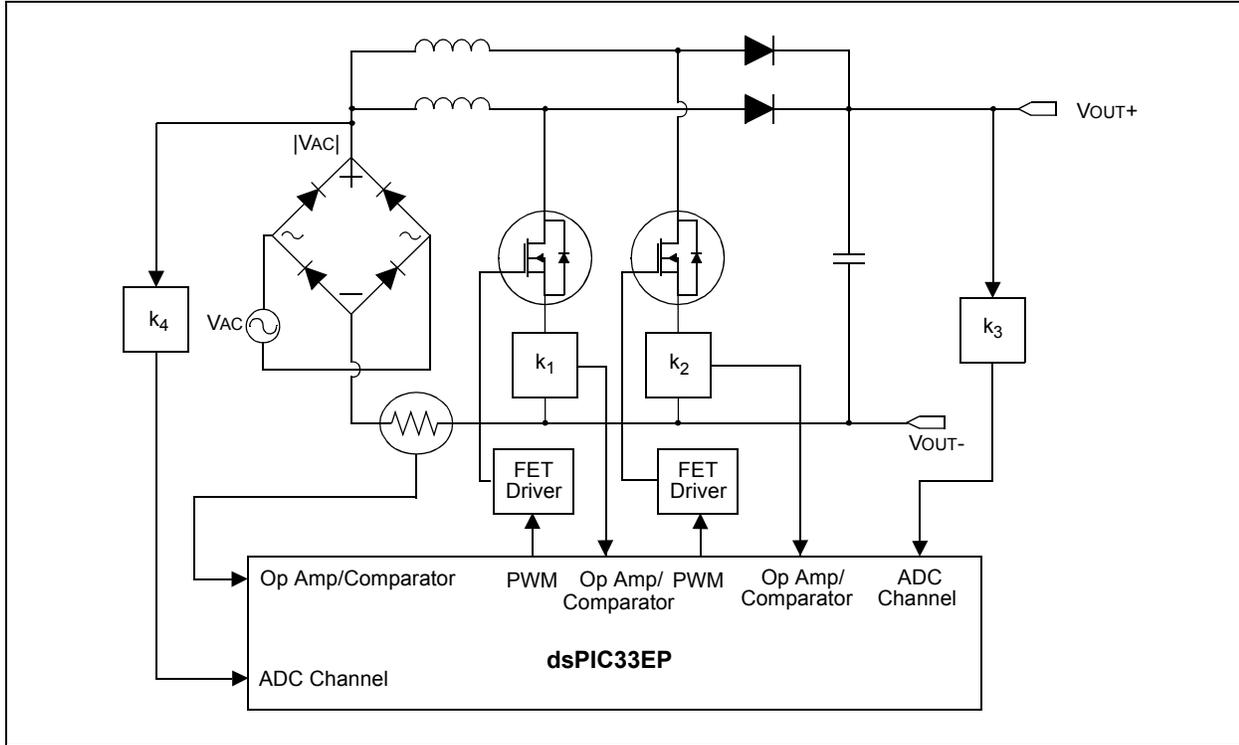 VOUT+
|VAC|
k4
VAC
k1
k2
k3
VOUT-
FET
Driver
FET
Driver
Op Amp/Comparator
PWM
Op Amp/
Comparator
PWM
Op Amp/
Comparator
ADC
Channel
dsPIC33EP
ADC Channel